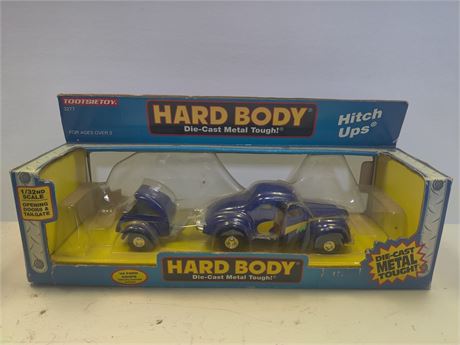 TOOTSIETOY.
HARD BODY®
Die-Cast Metal Tough!®
Hitch
Ups®
FOR AGES OVER 3
1/32ND
SCALE
OPENING
DOORS &
TAILGATE
HARD BODY®
Die-Cast Metal Tough!®
DIE-CAST
METAL
TOUGH!